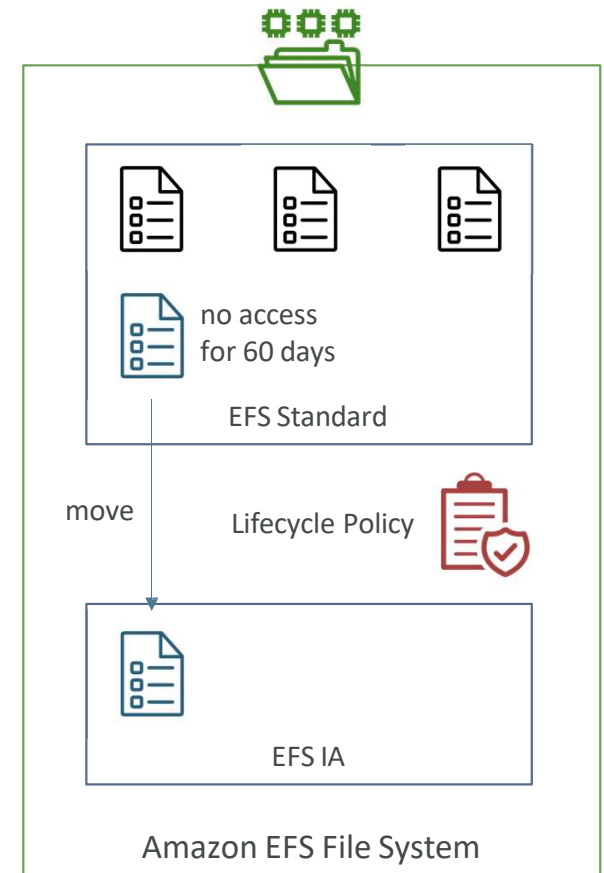 no access
for 60 days
EFS Standard
move
Lifecycle Policy
EFS IA
Amazon EFS File System